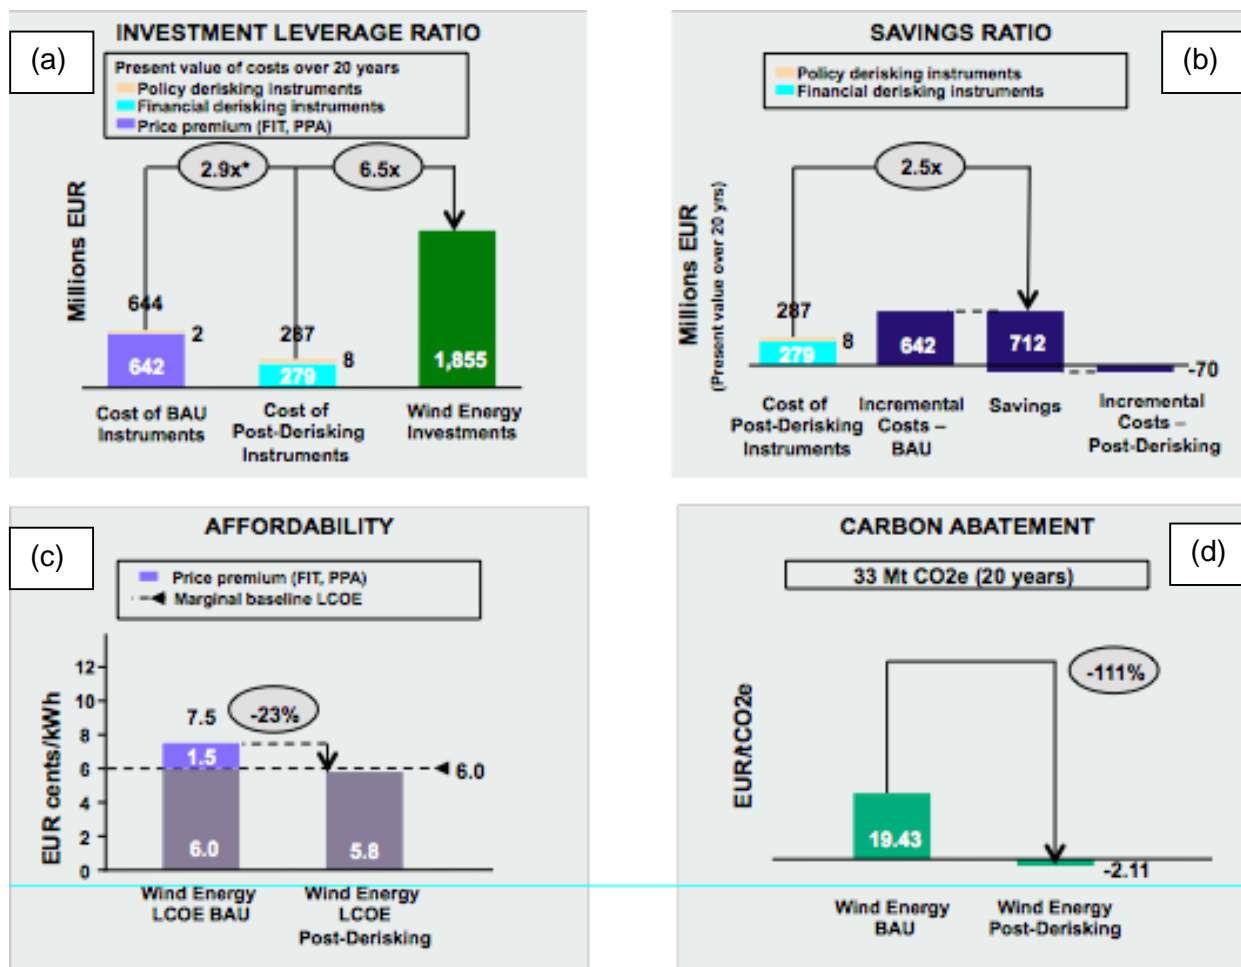 (a)
INVESTMENT LEVERAGE RATIO
Present value of costs over 20 years
Policy derisking instruments
Financial derisking instruments
Price premium (FIT, PPA)
2.9x*
6.5x
Millions EUR
644
2
642
287
8
279
1,855
Cost of BAU
Instruments
Cost of
Post-Derisking
Instruments
Wind Energy
Investments
(b)
SAVINGS RATIO
Policy derisking instruments
Financial derisking instruments
2.5x
Millions EUR
(Present value over 20 yrs)
287
8
279
642
712
-70
Cost of
Post-Derisking
Instruments
Incremental
Costs –
BAU
Savings
Incremental
Costs –
Post-Derisking
(c)
AFFORDABILITY
Price premium (FIT, PPA)
Marginal baseline LCOE
EUR cents/kWh
12
10
8
6
4
2
0
7.5
-23%
1.5
6.0
6.0
5.8
Wind Energy
LCOE BAU
Wind Energy
LCOE
Post-Derisking
(d)
CARBON ABATEMENT
33 Mt CO2e (20 years)
-111%
EUR/tCO2e
19.43
-2.11
Wind Energy
BAU
Wind Energy
Post-Derisking